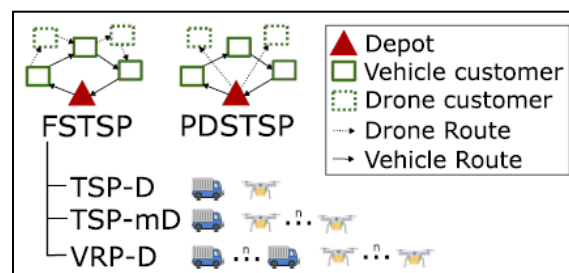 FSTSP
PDSTSP
Depot
Vehicle customer
Drone customer
Drone Route
Vehicle Route
TSP-D
TSP-mD
n
VRP-D
n
n